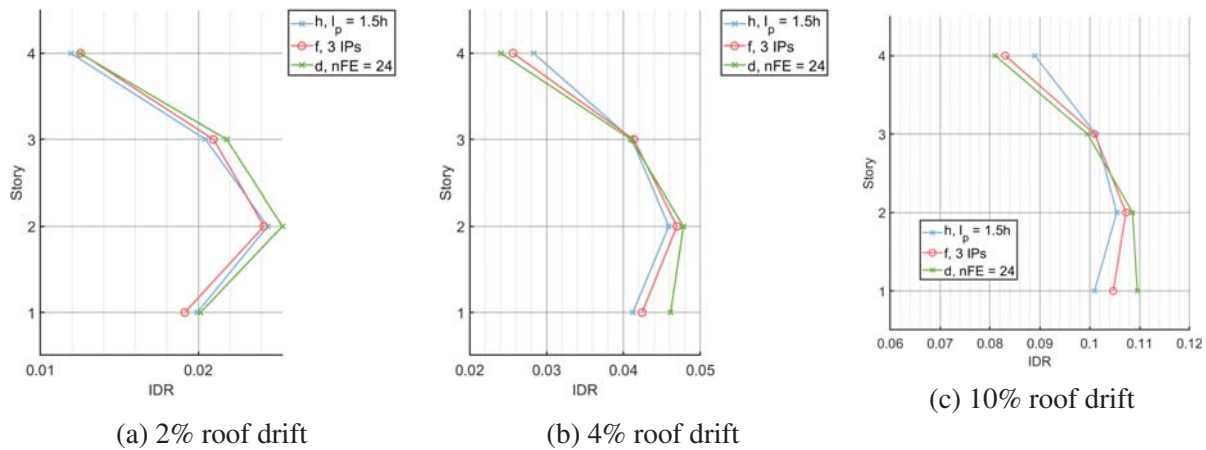 h, l_p = 1.5h
f, 3 IPs
d, nFE = 24
4
3
2
1
Story
0.01
0.02
IDR
(a) 2% roof drift
h, l_p = 1.5h
f, 3 IPs
d, nFE = 24
4
3
2
1
Story
0.02
0.03
0.04
0.05
IDR
(b) 4% roof drift
4
3
2
1
Story
h, l_p = 1.5h
f, 3 IPs
d, nFE = 24
0.06
0.07
0.08
0.09
0.1
0.11
0.12
IDR
(c) 10% roof drift